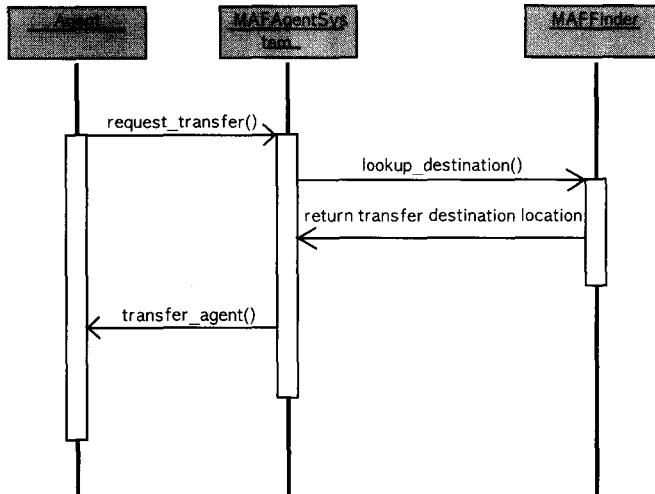 Agent
MAFAgentSys
tem
MAFFinder
request_transfer()
lookup_destination()
return transfer destination location
transfer_agent()